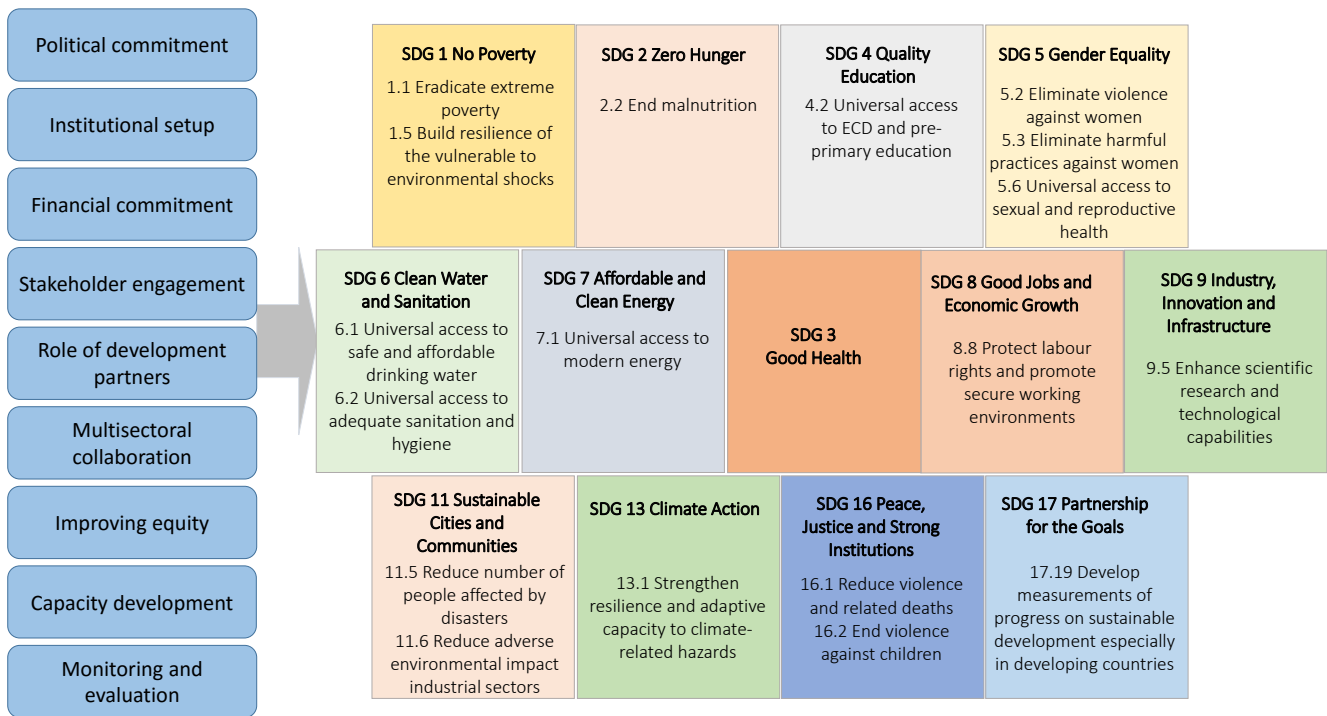 Political commitment
Institutional setup
Financial commitment
Stakeholder engagement
Role of development
partners
Multisectoral
collaboration
Improving equity
Capacity development
Monitoring and
evaluation
SDG 1 No Poverty
1.1 Eradicate extreme
poverty
1.5 Build resilience of
the vulnerable to
environmental shocks
SDG 2 Zero Hunger
2.2 End malnutrition
SDG 4 Quality
Education
4.2 Universal access
to ECD and pre-
primary education
SDG 5 Gender Equality
5.2 Eliminate violence
against women
5.3 Eliminate harmful
practices against women
5.6 Universal access to
sexual and reproductive
health
SDG 6 Clean Water
and Sanitation
6.1 Universal access to
safe and affordable
drinking water
6.2 Universal access to
adequate sanitation and
hygiene
SDG 7 Affordable and
Clean Energy
7.1 Universal access to
modern energy
SDG 3
Good Health
SDG 8 Good Jobs and
Economic Growth
8.8 Protect labour
rights and promote
secure working
environments
SDG 9 Industry,
Innovation and
Infrastructure
9.5 Enhance scientific
research and
technological
capabilities
SDG 11 Sustainable
Cities and
Communities
11.5 Reduce number of
people affected by
disasters
11.6 Reduce adverse
environmental impact
industrial sectors
SDG 13 Climate Action
13.1 Strengthen
resilience and adaptive
capacity to climate-
related hazards
SDG 16 Peace,
Justice and Strong
Institutions
16.1 Reduce violence
and related deaths
16.2 End violence
against children
SDG 17 Partnership
for the Goals
17.19 Develop
measurements of
progress on sustainable
development especially
in developing countries